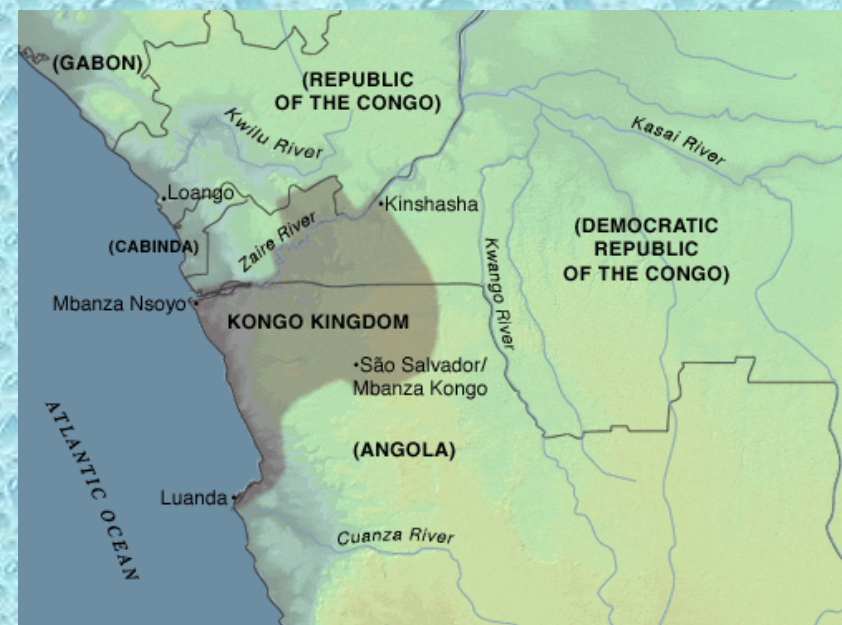 (GABON)
(REPUBLIC
OF THE CONGO)
Kwilu River
Kasai River
Loango
Kinshasha
(CABINDA)
Zaire River
(DEMOCRATIC
REPUBLIC
OF THE CONGO)
Kwango River
Mbanza Nsoyo
KONGO KINGDOM
São Salvador/
Mbanza Kongo
ATLANTIC OCEAN
(ANGOLA)
Luanda
Cuanza River